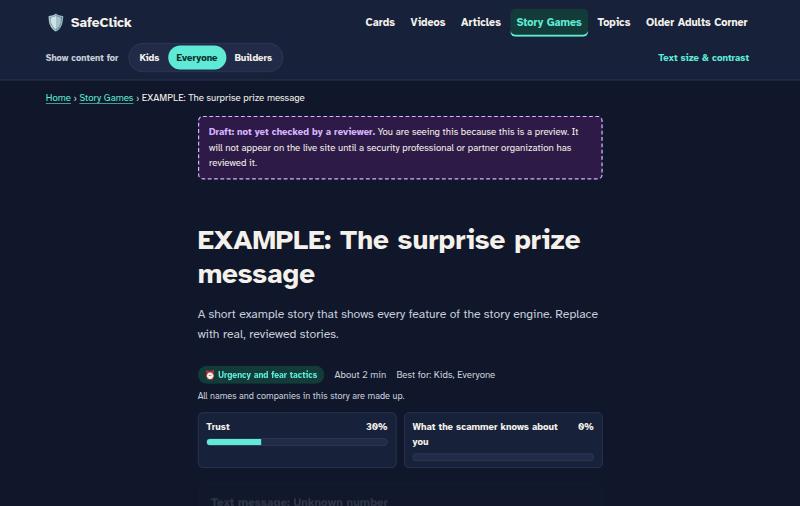 SafeClick
Cards Videos Articles Story Games Topics Older Adults Corner
Show content for Kids Everyone Builders Text size & contrast
Home › Story Games › EXAMPLE: The surprise prize message
Draft: not yet checked by a reviewer. You are seeing this because this is a preview. It
will not appear on the live site until a security professional or partner organization has
reviewed it.
EXAMPLE: The surprise prize
message
A short example story that shows every feature of the story engine. Replace
with real, reviewed stories.
Urgency and fear tactics About 2 min Best for: Kids, Everyone
All names and companies in this story are made up.
Trust 30%
What the scammer knows about you 0%
Text message: Unknown number